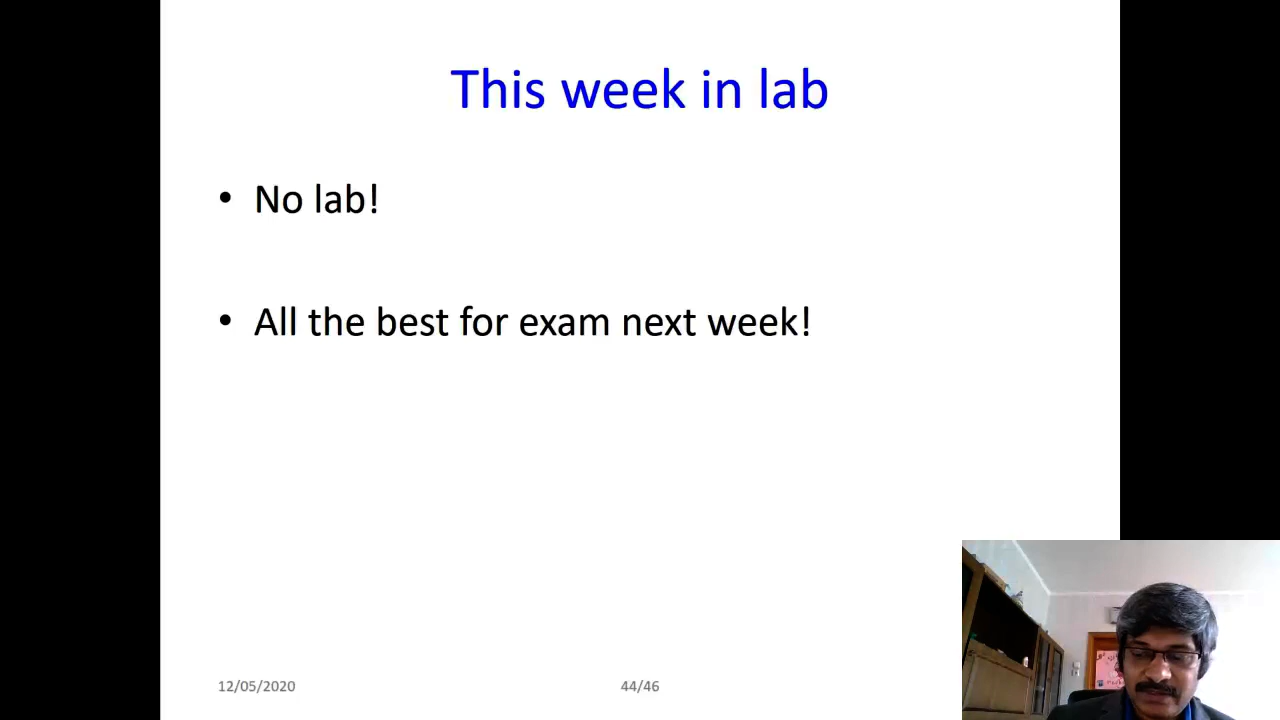 This week in lab
• No lab!
• All the best for exam next week!
12/05/2020
44/46